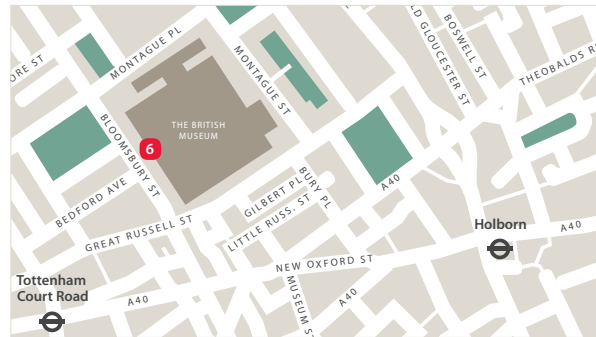 ORE ST
MONTAGUE PL
MONTAGUE ST
LD GLOUCESTER ST
BOSWELL ST
THEOBALDS R
THE BRITISH
MUSEUM
6
BLOOMSBURY ST
BEDFORD AVE
GILBERT PL
BURY PL
LITTLE RUSS. ST
GREAT RUSSELL ST
A40
Holborn
A40
NEW OXFORD ST
Tottenham
Court Road
A40
MUSEUM S
A40